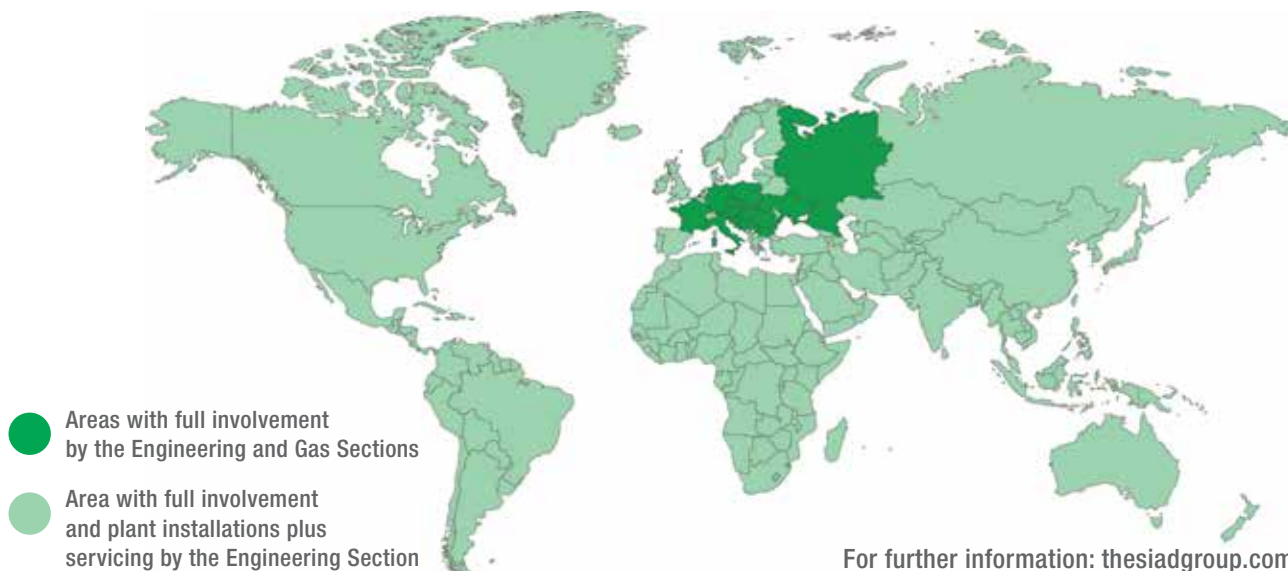 Areas with full involvement
by the Engineering and Gas Sections
Area with full involvement
and plant installations plus
servicing by the Engineering Section
For further information: thesiadgroup.com